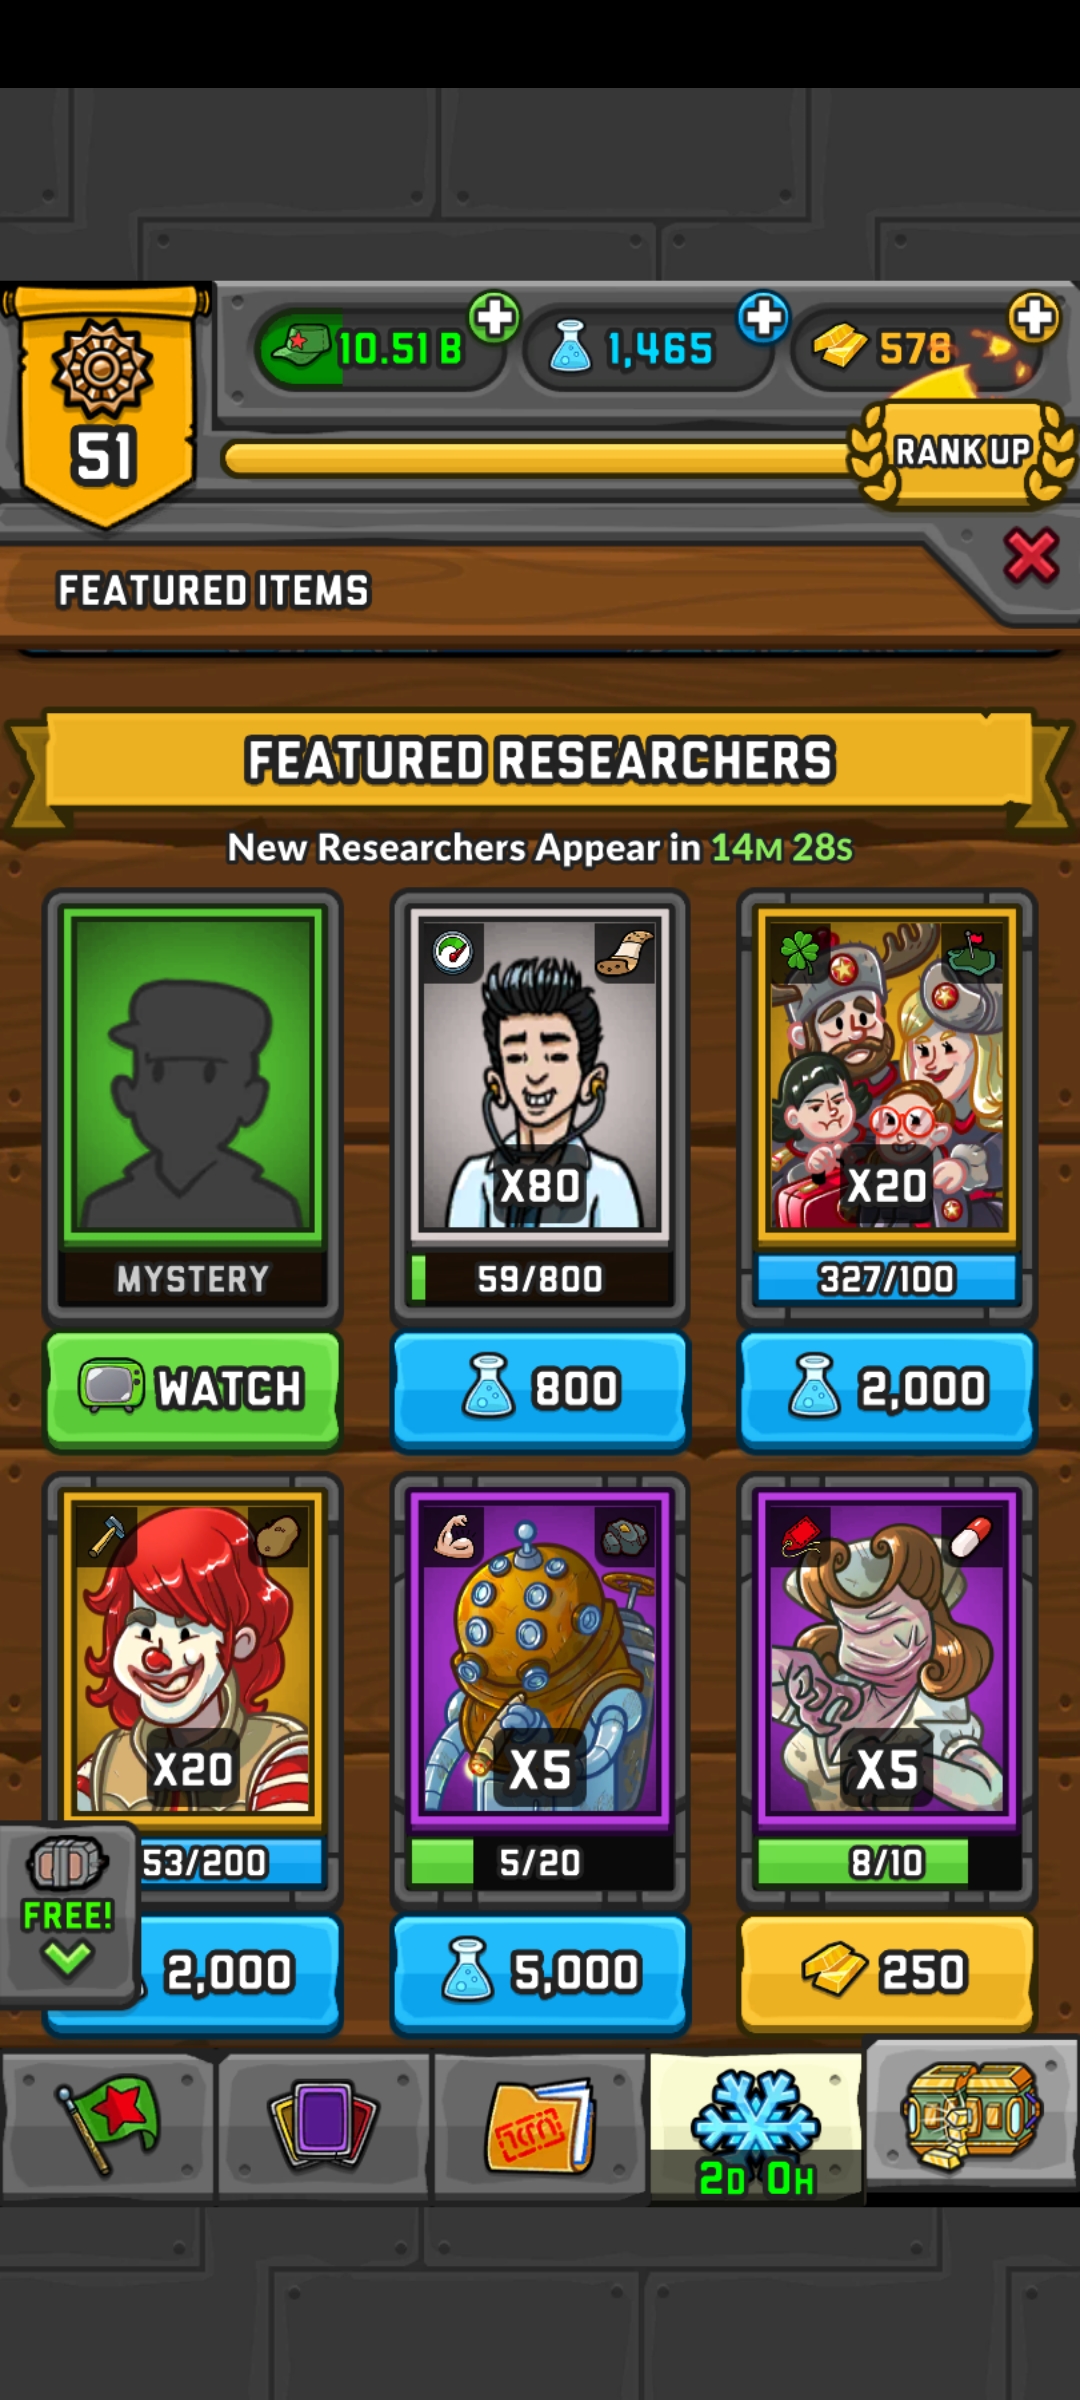 10.51 B
1,465
578
51
RANK UP
FEATURED ITEMS
FEATURED RESEARCHERS
New Researchers Appear in 14M 28S
X80
X20
MYSTERY
59/800
327/100
WATCH
800
2,000
X20
X5
X5
53/200
5/20
8/10
FREE!
2,000
5,000
250
2D 0H